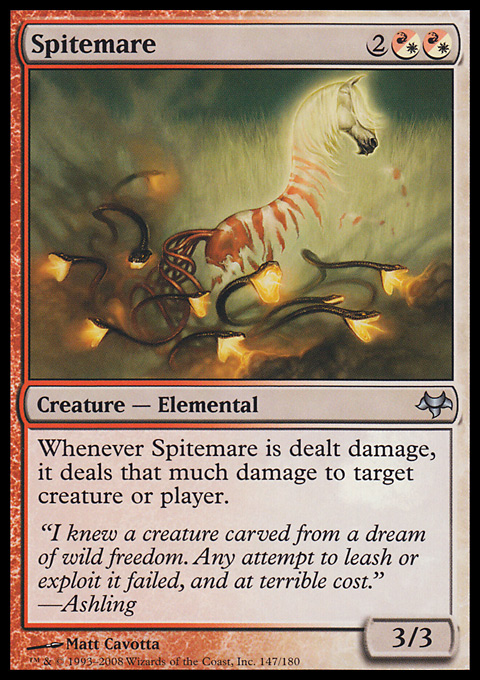 Spitemare 2
Creature — Elemental
Whenever Spitemare is dealt damage,
it deals that much damage to target
creature or player.
“I knew a creature carved from a dream
of wild freedom. Any attempt to leash or
exploit it failed, and at terrible cost.”
—Ashling
Matt Cavotta
3/3
™ & © 1993–2008 Wizards of the Coast, Inc. 147/180